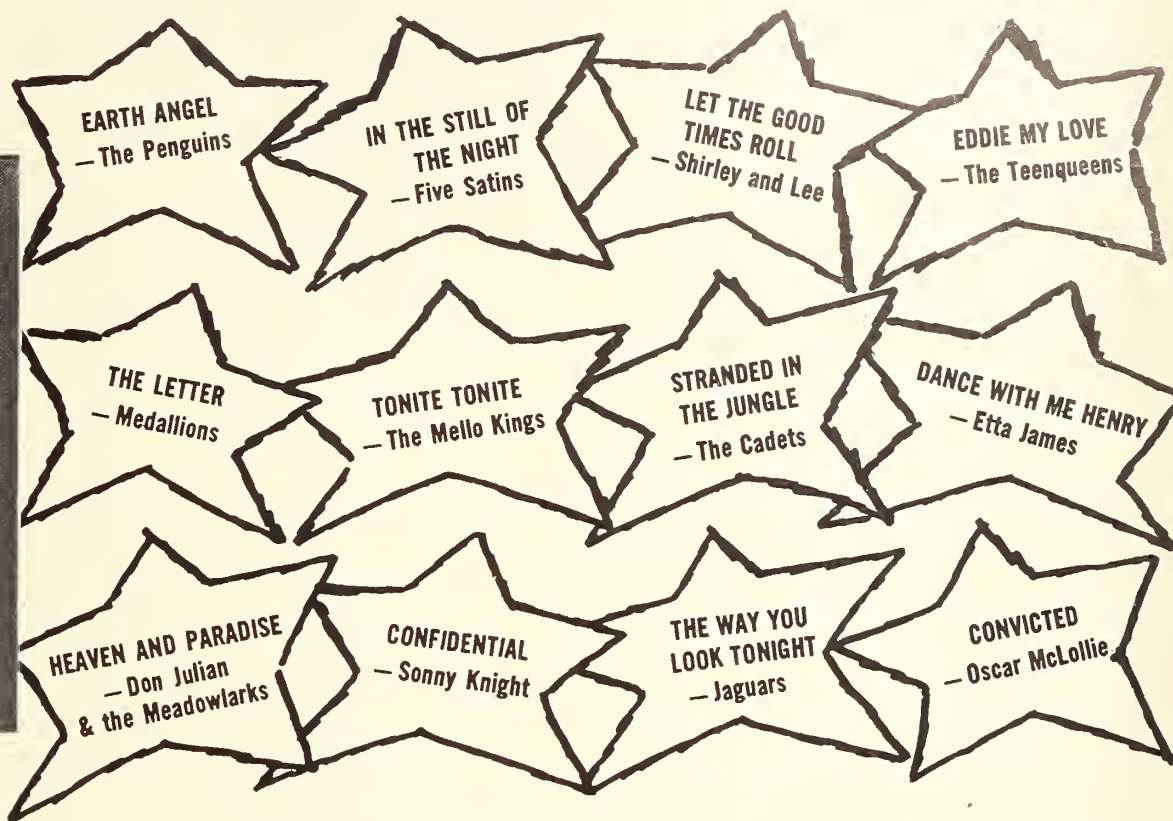 EARTH ANGEL
— The Penguins
IN THE STILL OF
THE NIGHT
— Five Satins
LET THE GOOD
TIMES ROLL
— Shirley and Lee
EDDIE MY LOVE
— The Teenqueens
THE LETTER
— Medallions
TONITE TONITE
— The Mello Kings
STRANDED IN
THE JUNGLE
— The Cadets
DANCE WITH ME HENRY
— Etta James
HEAVEN AND PARADISE
— Don Julian
& the Meadowlarks
CONFIDENTIAL
— Sonny Knight
THE WAY YOU
LOOK TONIGHT
— Jaguars
CONVICTED
— Oscar McLollie